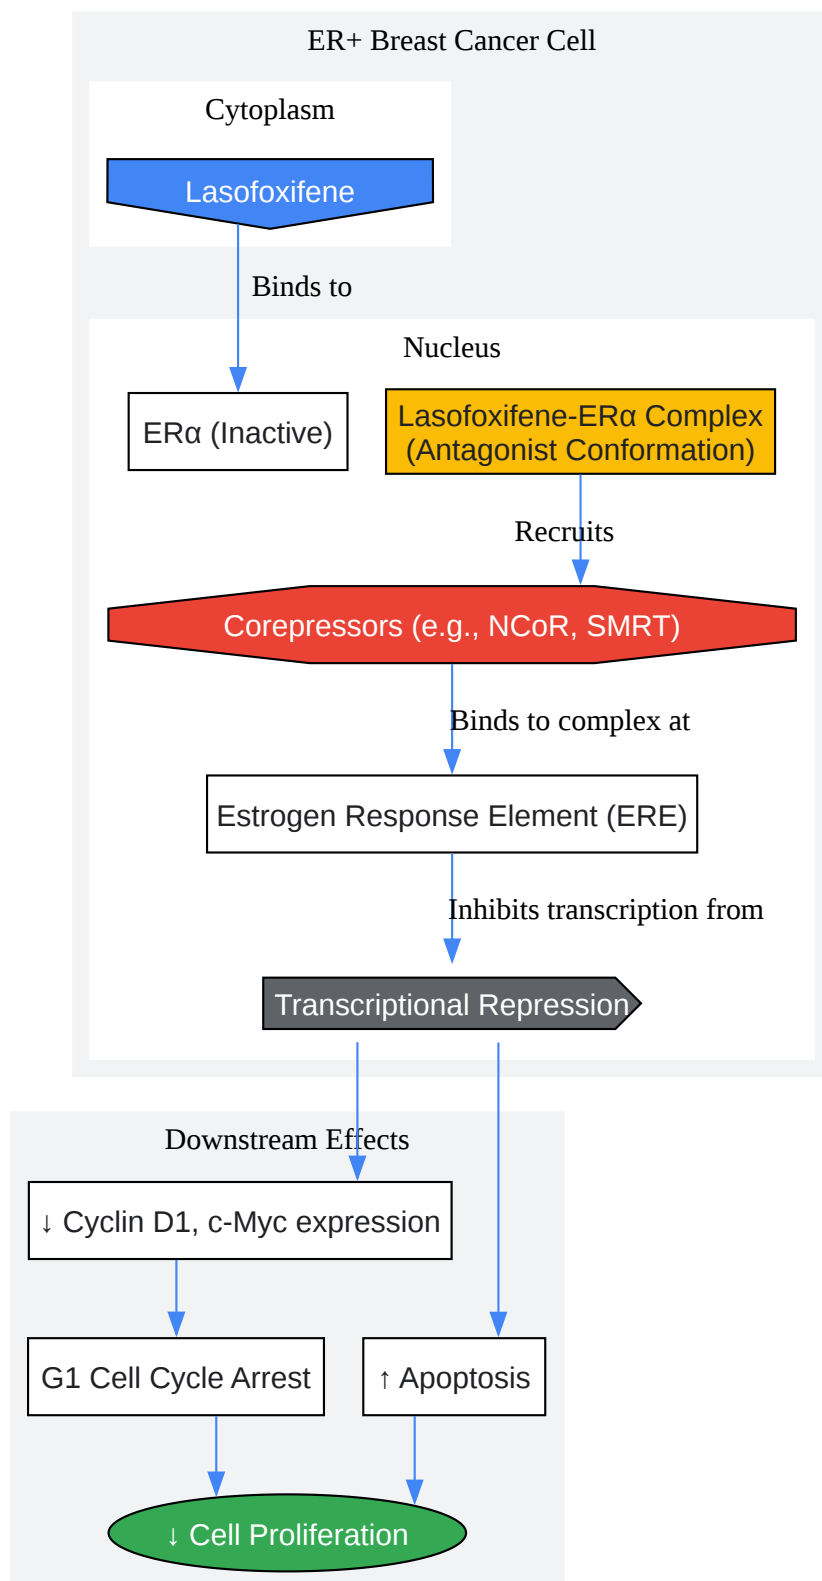 ER+ Breast Cancer Cell
Cytoplasm
Lasofoxifene
Binds to
Nucleus
ERα (Inactive)
Lasofoxifene-ERα Complex
(Antagonist Conformation)
Recruits
Corepressors (e.g., NCoR, SMRT)
Binds to complex at
Estrogen Response Element (ERE)
Inhibits transcription from
Transcriptional Repression
Downstream Effects
↓ Cyclin D1, c-Myc expression
G1 Cell Cycle Arrest
↑ Apoptosis
↓ Cell Proliferation